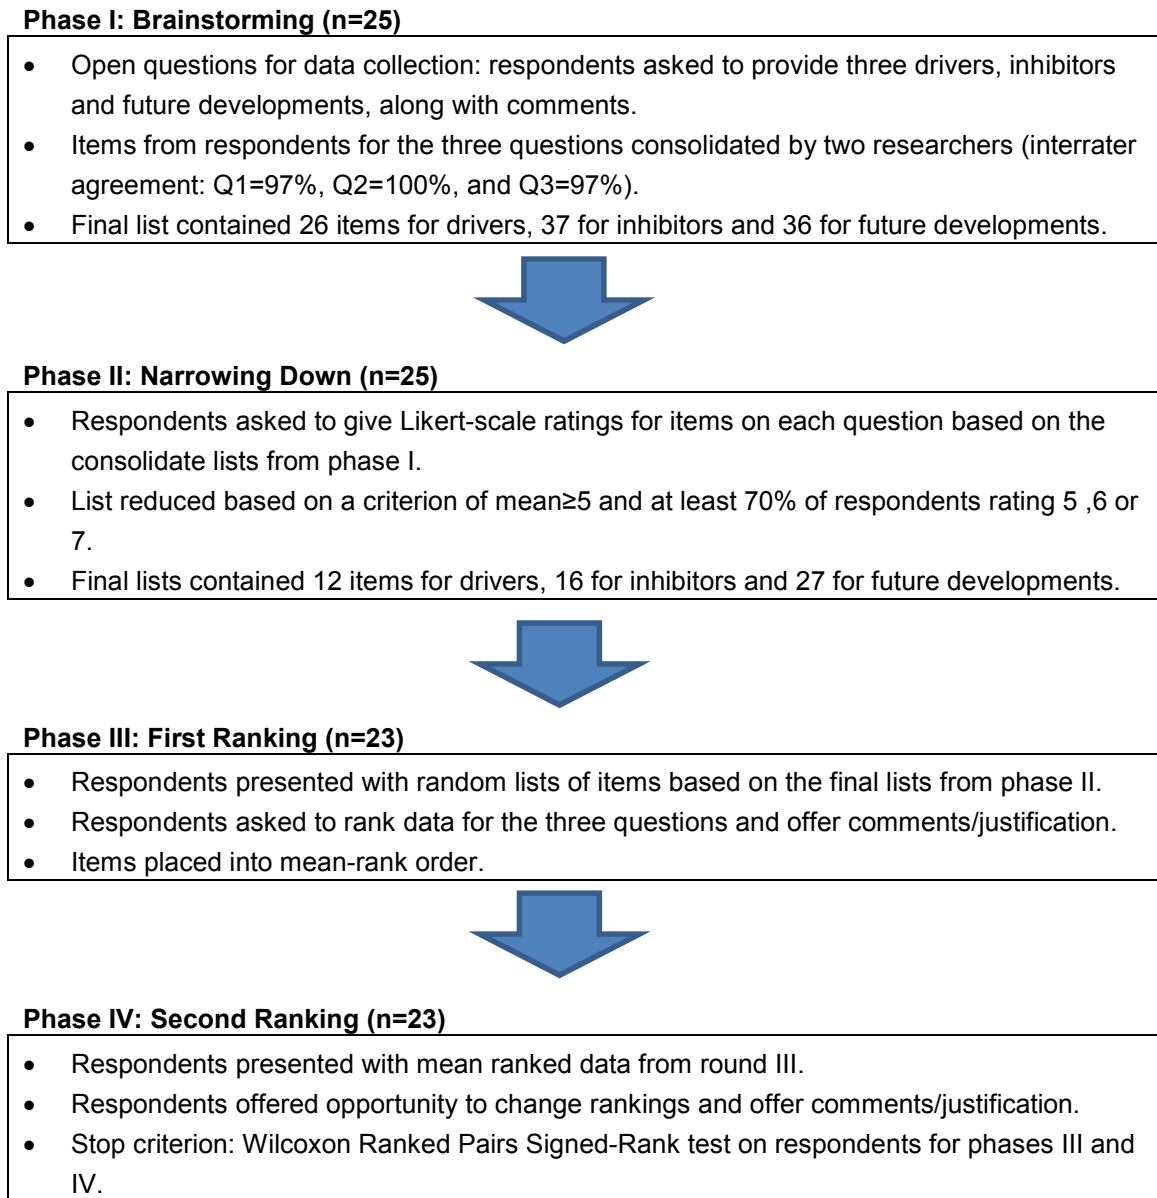 Phase I: Brainstorming (n=25)
• Open questions for data collection: respondents asked to provide three drivers, inhibitors
and future developments, along with comments.
• Items from respondents for the three questions consolidated by two researchers (interrater
agreement: Q1=97%, Q2=100%, and Q3=97%).
• Final list contained 26 items for drivers, 37 for inhibitors and 36 for future developments.
Phase II: Narrowing Down (n=25)
• Respondents asked to give Likert-scale ratings for items on each question based on the
consolidate lists from phase I.
• List reduced based on a criterion of mean≥5 and at least 70% of respondents rating 5 ,6 or
7.
• Final lists contained 12 items for drivers, 16 for inhibitors and 27 for future developments.
Phase III: First Ranking (n=23)
• Respondents presented with random lists of items based on the final lists from phase II.
• Respondents asked to rank data for the three questions and offer comments/justification.
• Items placed into mean-rank order.
Phase IV: Second Ranking (n=23)
• Respondents presented with mean ranked data from round III.
• Respondents offered opportunity to change rankings and offer comments/justification.
• Stop criterion: Wilcoxon Ranked Pairs Signed-Rank test on respondents for phases III and
IV.